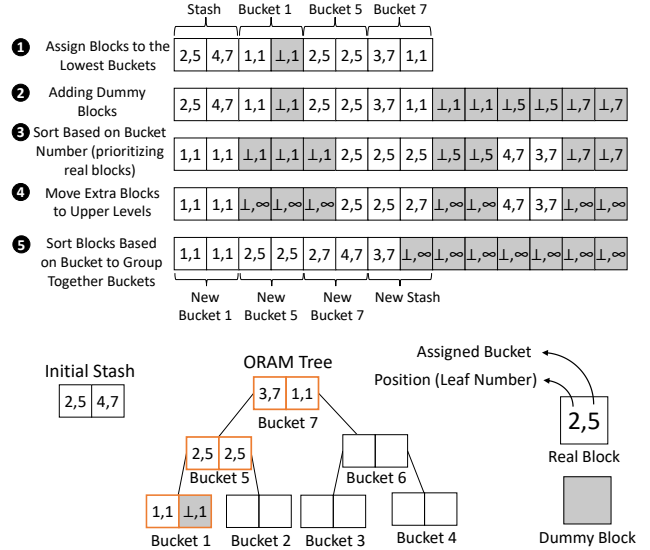 Stash Bucket 1 Bucket 5 Bucket 7
1 Assign Blocks to the
Lowest Buckets
2,5 4,7 1,1 ⊥,1 2,5 2,5 3,7 1,1
2 Adding Dummy
Blocks
2,5 4,7 1,1 ⊥,1 2,5 2,5 3,7 1,1 ⊥,1 ⊥,1 ⊥,5 ⊥,5 ⊥,7 ⊥,7
3 Sort Based on Bucket
Number (prioritizing
real blocks)
1,1 1,1 ⊥,1 ⊥,1 ⊥,1 2,5 2,5 2,5 ⊥,5 ⊥,5 4,7 3,7 ⊥,7 ⊥,7
4 Move Extra Blocks
to Upper Levels
1,1 1,1 ⊥,∞ ⊥,∞ ⊥,∞ 2,5 2,5 2,7 ⊥,∞ ⊥,∞ 4,7 3,7 ⊥,∞ ⊥,∞
5 Sort Blocks Based
on Bucket to Group
Together Buckets
1,1 1,1 2,5 2,5 2,7 4,7 3,7 ⊥,∞ ⊥,∞ ⊥,∞ ⊥,∞ ⊥,∞ ⊥,∞ ⊥,∞
New
Bucket 1
New
Bucket 5
New
Bucket 7
New Stash
Initial Stash
2,5 4,7
ORAM Tree
3,7 1,1
Bucket 7
2,5 2,5
Bucket 5
Bucket 6
1,1 ⊥,1
Bucket 1
Bucket 2
Bucket 3
Bucket 4
Assigned Bucket
Position (Leaf Number)
2,5
Real Block
Dummy Block